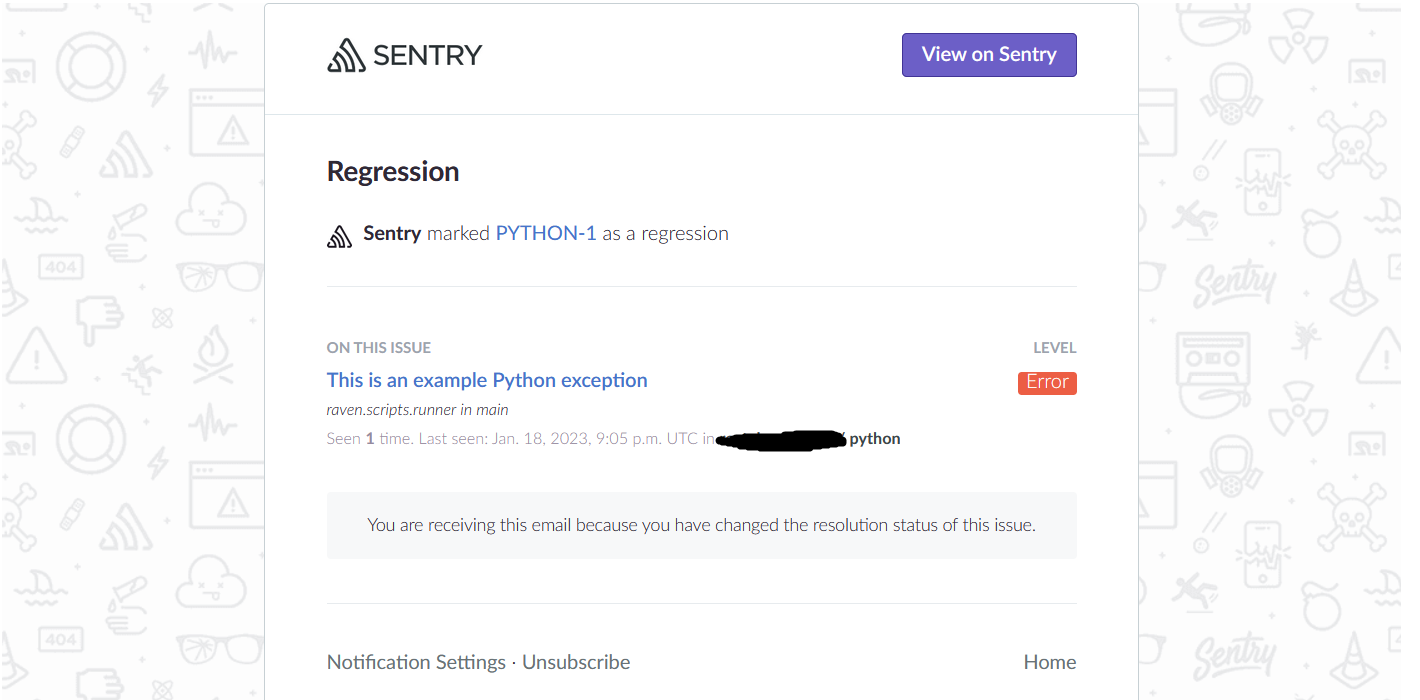 SENTRY
View on Sentry
Regression
Sentry marked PYTHON-1 as a regression
ON THIS ISSUE
LEVEL
This is an example Python exception
Error
raven.scripts.runner in main
Seen 1 time. Last seen: Jan. 18, 2023, 9:05 p.m. UTC in python
You are receiving this email because you have changed the resolution status of this issue.
Notification Settings · Unsubscribe
Home
404
Sentry
404
Sentry